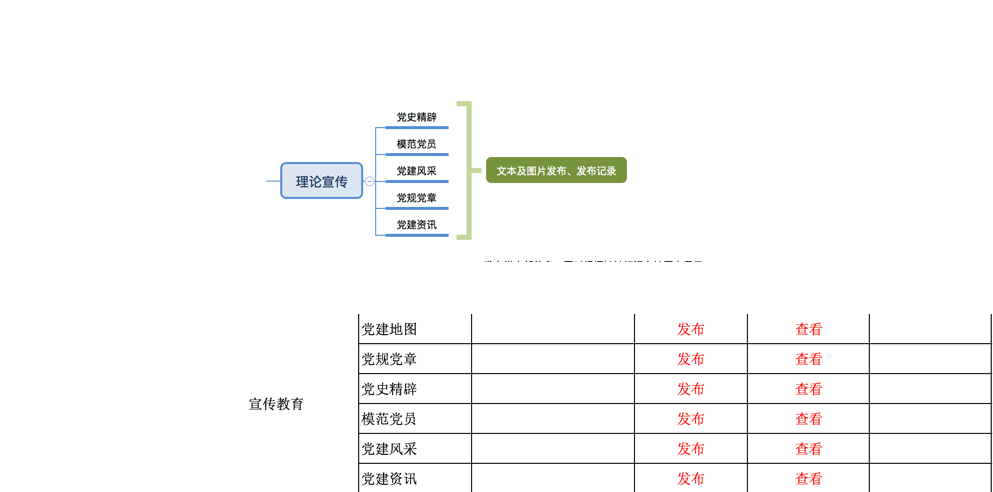 党史精辟
模范党员
党建风采
党规党章
党建资讯
理论宣传
文本及图片发布、发布记录
党建地图 发布 查看
党规党章 发布 查看
党史精辟 发布 查看
宣传教育
模范党员 发布 查看
党建风采 发布 查看
党建资讯 发布 查看